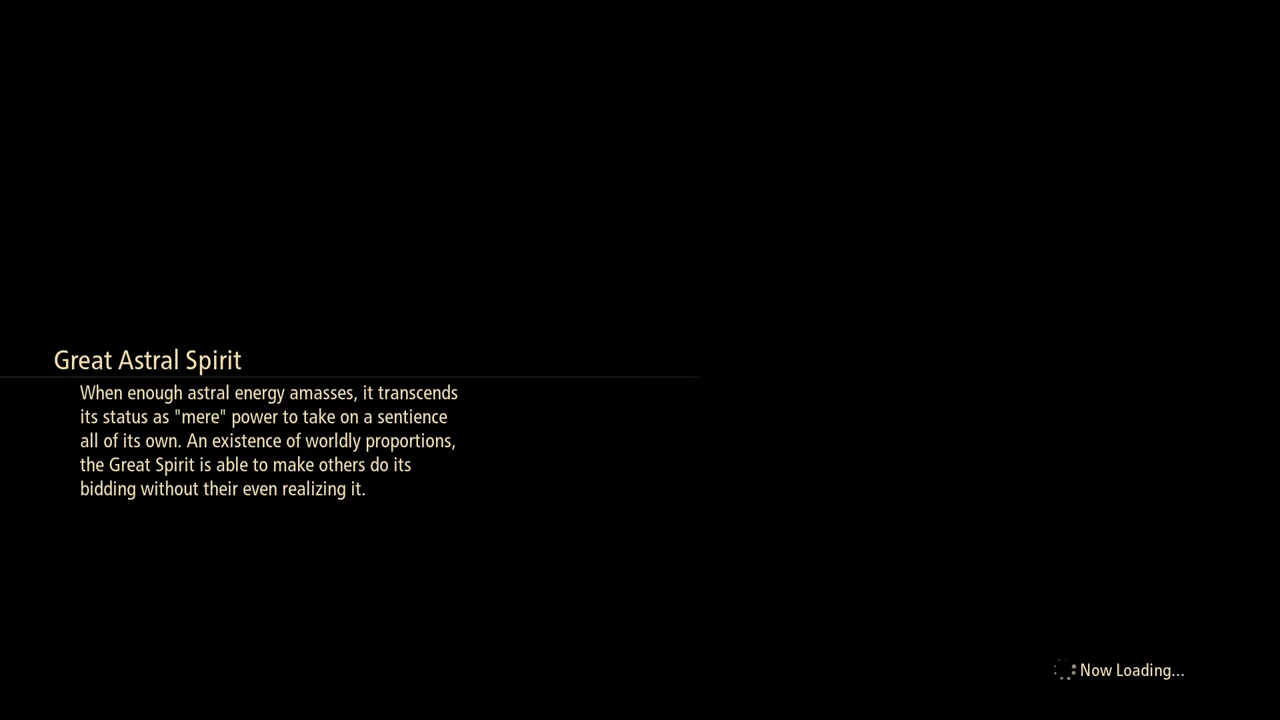 Great Astral Spirit
When enough astral energy amasses, it transcends
its status as "mere" power to take on a sentience
all of its own. An existence of worldly proportions,
the Great Spirit is able to make others do its
bidding without their even realizing it.
Now Loading...